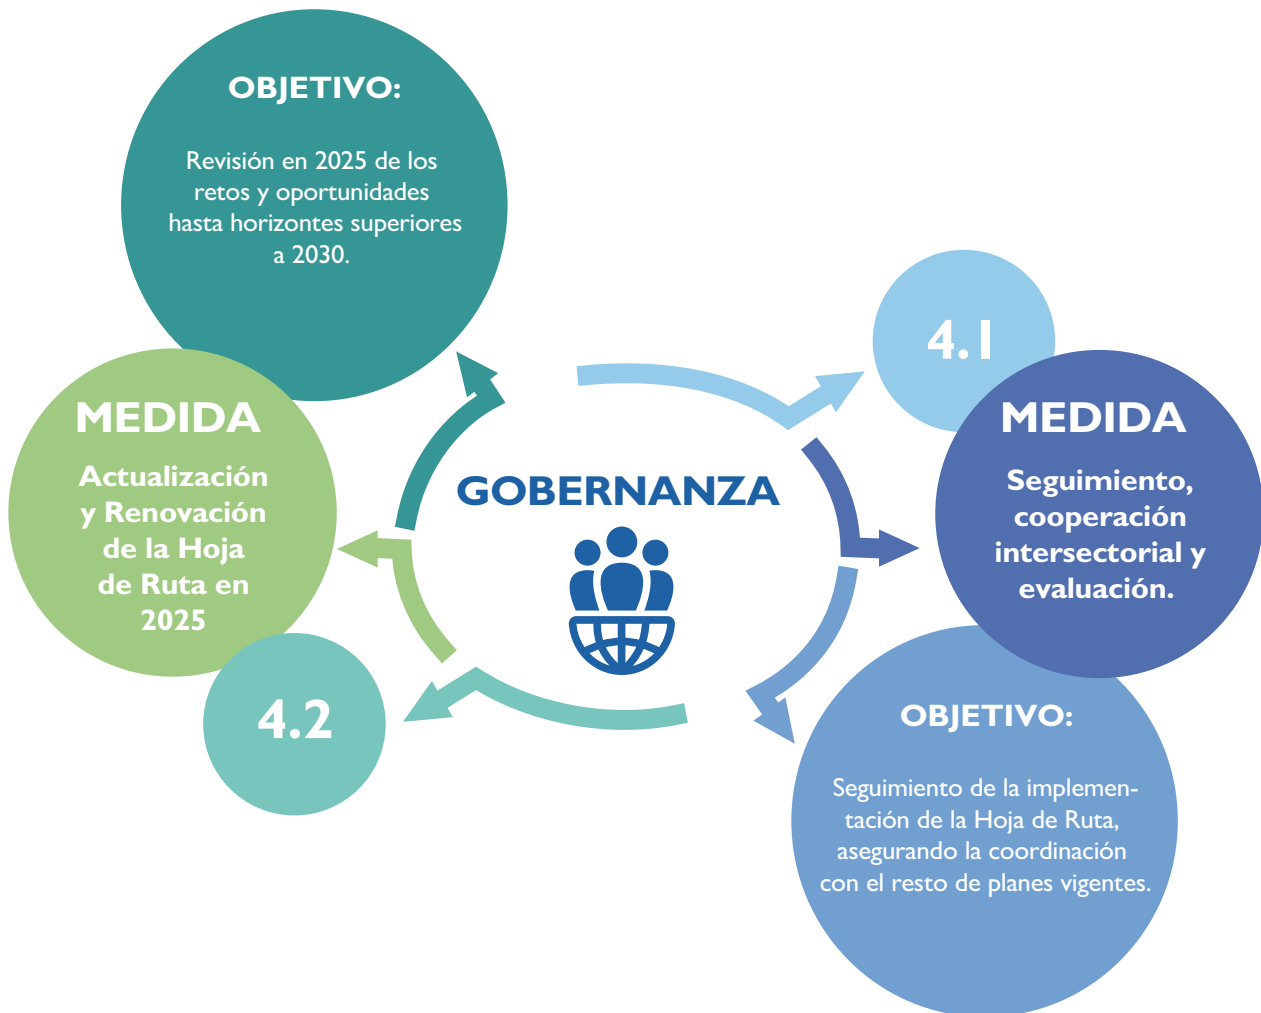 GOBERNANZA
4.1
MEDIDA
Seguimiento,
cooperación
intersectorial y
evaluación.
OBJETIVO:
Seguimiento de la implemen-
tación de la Hoja de Ruta,
asegurando la coordinación
con el resto de planes vigentes.
4.2
MEDIDA
Actualización
y Renovación
de la Hoja
de Ruta en
2025
OBJETIVO:
Revisión en 2025 de los
retos y oportunidades
hasta horizontes superiores
a 2030.